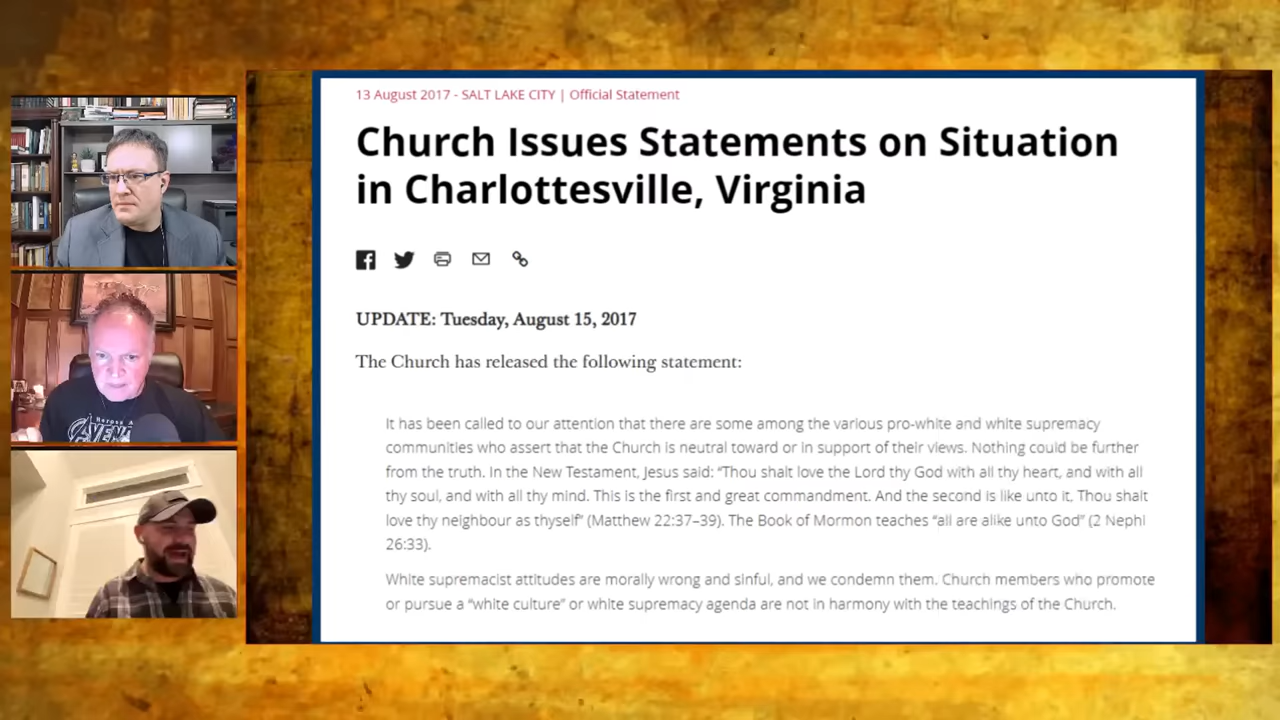 13 August 2017 - SALT LAKE CITY | Official Statement
Church Issues Statements on Situation
in Charlottesville, Virginia
UPDATE: Tuesday, August 15, 2017
The Church has released the following statement:
It has been called to our attention that there are some among the various pro-white and white supremacy
communities who assert that the Church is neutral toward or in support of their views. Nothing could be further
from the truth. In the New Testament, Jesus said: “Thou shalt love the Lord thy God with all thy heart, and with all
thy soul, and with all thy mind. This is the first and great commandment. And the second is like unto it, Thou shalt
love thy neighbour as thyself” (Matthew 22:37–39). The Book of Mormon teaches “all are alike unto God” (2 Nephi
26:33).
White supremacist attitudes are morally wrong and sinful, and we condemn them. Church members who promote
or pursue a “white culture” or white supremacy agenda are not in harmony with the teachings of the Church.